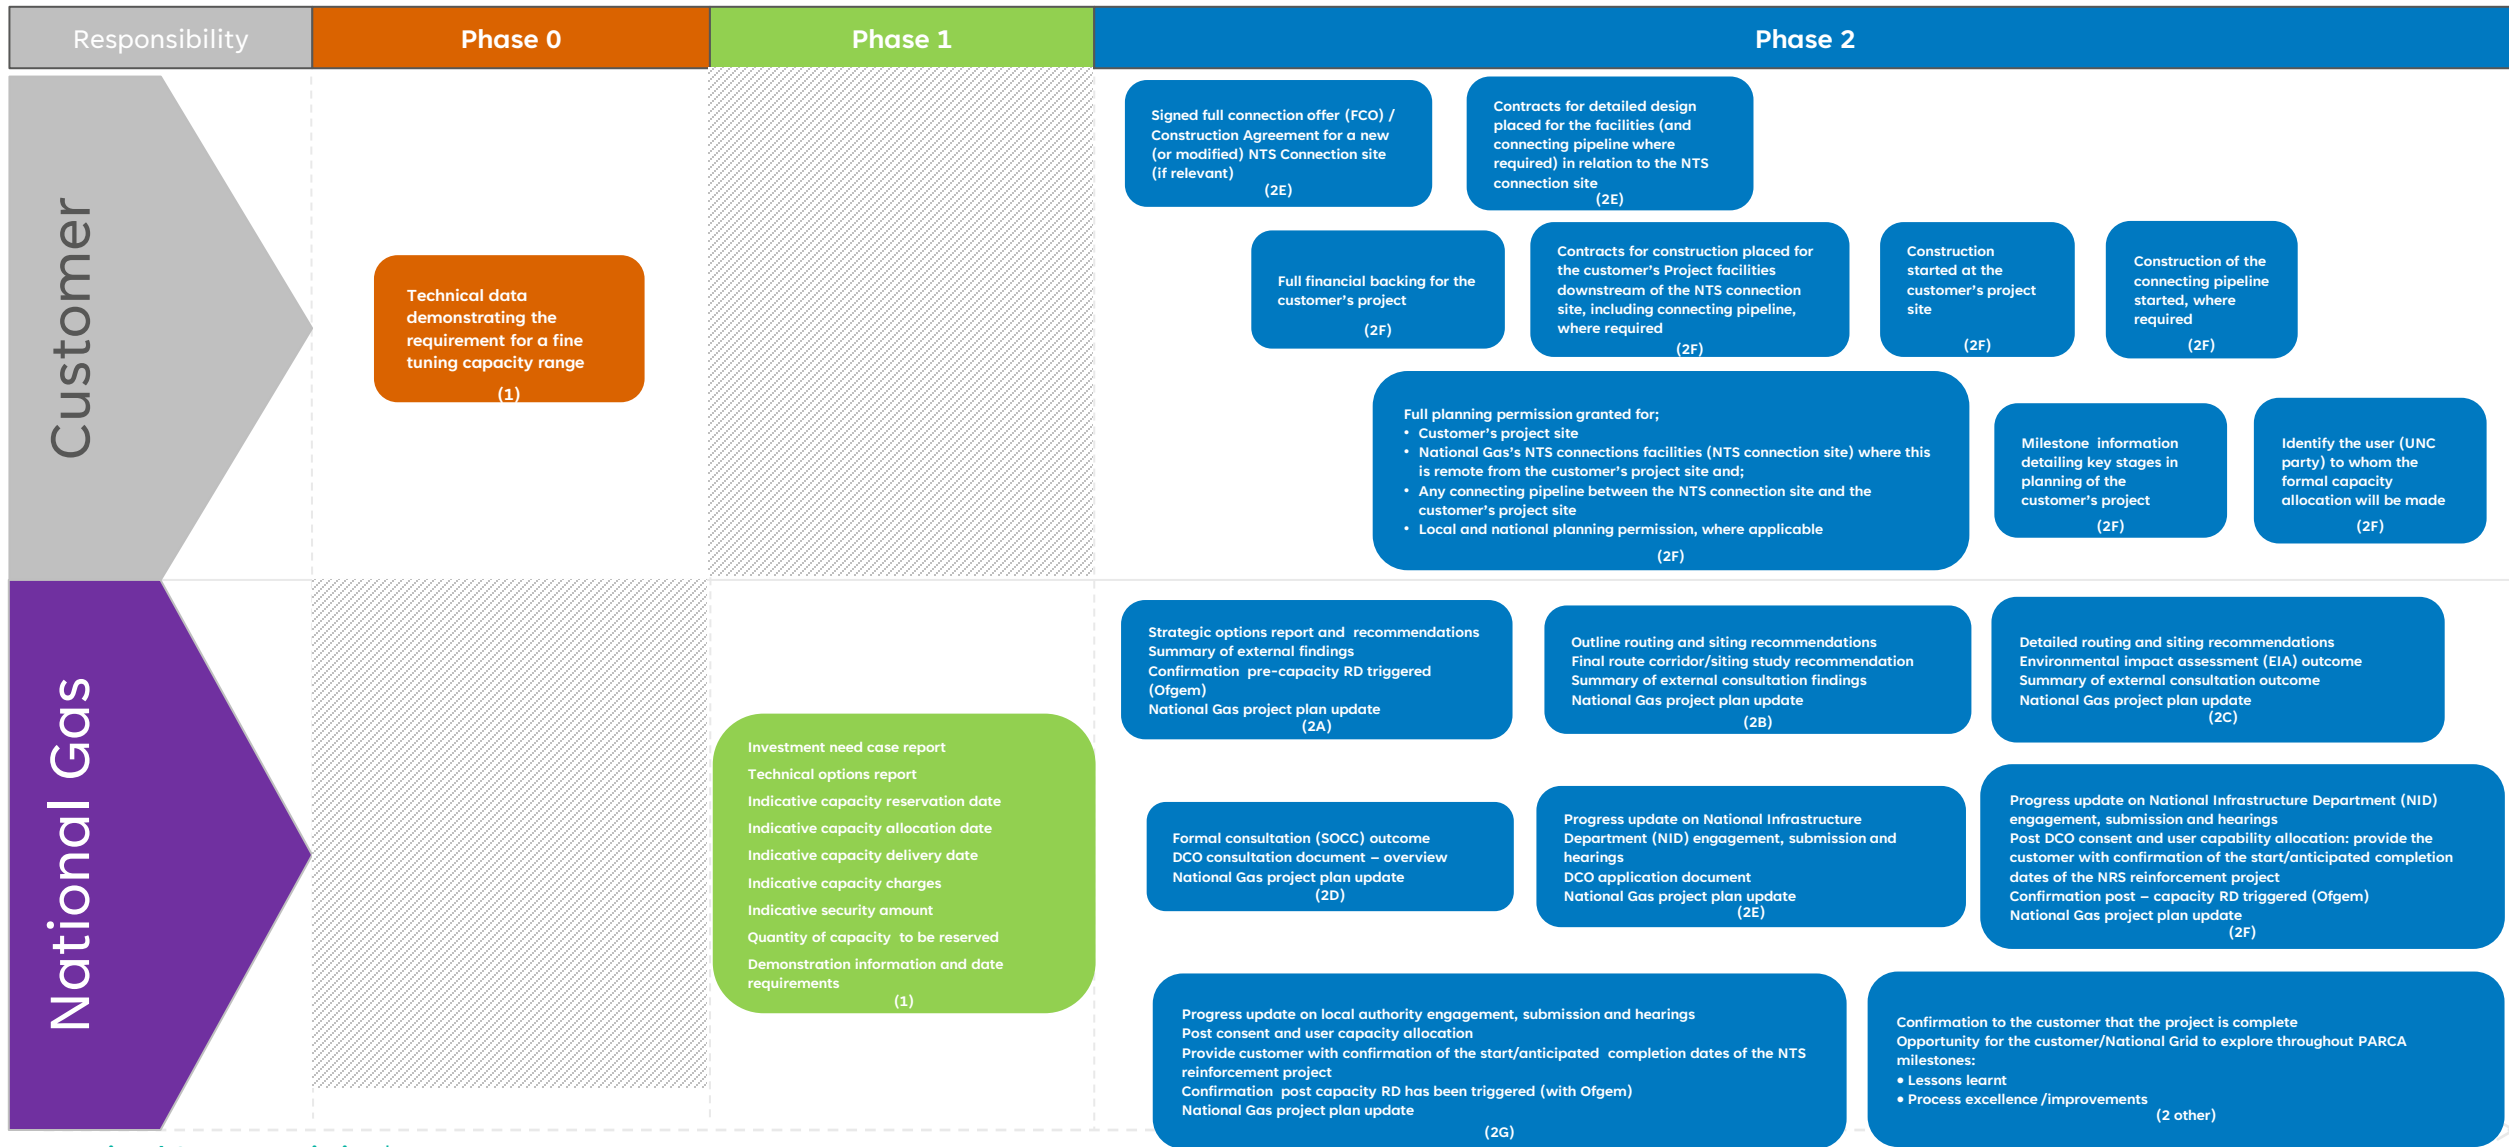 Responsibility
Phase 0
Phase 1
Phase 2
Customer
Technical data
demonstrating the
requirement for a fine
tuning capacity range
(1)
Signed full connection offer (FCO) /
Construction Agreement for a new
(or modified) NTS Connection site
(if relevant)
(2E)
Contracts for detailed design
placed for the facilities (and
connecting pipeline where
required) in relation to the NTS
connection site
(2E)
Full financial backing for the
customer's project
(2F)
Contracts for construction placed for
the customer's Project facilities
downstream of the NTS connection
site, including connecting pipeline,
where required
(2F)
Construction
started at the
customer's project
site
(2F)
Construction of the
connecting pipeline
started, where
required
(2F)
Full planning permission granted for;
• Customer's project site
• National Gas's NTS connections facilities (NTS connection site) where this
is remote from the customer's project site and;
• Any connecting pipeline between the NTS connection site and the
customer's project site
• Local and national planning permission, where applicable
(2F)
Milestone information
detailing key stages in
planning of the
customer's project
(2F)
Identify the user (UNC
party) to whom the
formal capacity
allocation will be made
(2F)
National Gas
Investment need case report
Technical options report
Indicative capacity reservation date
Indicative capacity allocation date
Indicative capacity delivery date
Indicative capacity charges
Indicative security amount
Quantity of capacity to be reserved
Demonstration information and date
requirements
(1)
Strategic options report and recommendations
Summary of external findings
Confirmation pre-capacity RD triggered
(Ofgem)
National Gas project plan update
(2A)
Outline routing and siting recommendations
Final route corridor/siting study recommendation
Summary of external consultation findings
National Gas project plan update
(2B)
Detailed routing and siting recommendations
Environmental impact assessment (EIA) outcome
Summary of external consultation outcome
National Gas project plan update
(2C)
Formal consultation (SOCC) outcome
DCO consultation document – overview
National Gas project plan update
(2D)
Progress update on National Infrastructure
Department (NID) engagement, submission and
hearings
DCO application document
National Gas project plan update
(2E)
Progress update on National Infrastructure Department (NID)
engagement, submission and hearings
Post DCO consent and user capability allocation: provide the
customer with confirmation of the start/anticipated completion
dates of the NRS reinforcement project
Confirmation post – capacity RD triggered (Ofgem)
National Gas project plan update
(2F)
Progress update on local authority engagement, submission and hearings
Post consent and user capacity allocation
Provide customer with confirmation of the start/anticipated completion dates of the NTS
reinforcement project
Confirmation post capacity RD has been triggered (with Ofgem)
National Gas project plan update
(2G)
Confirmation to the customer that the project is complete
Opportunity for the customer/National Grid to explore throughout PARCA
milestones:
• Lessons learnt
• Process excellence /improvements
(2 other)